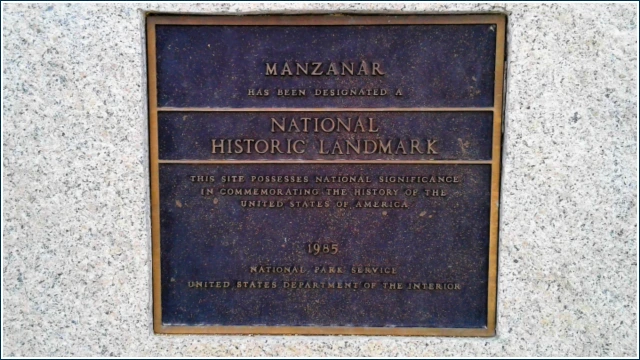 MANZANAR
HAS BEEN DESIGNATED A
NATIONAL
HISTORIC LANDMARK
THIS SITE POSSESSES NATIONAL SIGNIFICANCE
IN COMMEMORATING THE HISTORY OF THE
UNITED STATES OF AMERICA
1985
NATIONAL PARK SERVICE
UNITED STATES DEPARTMENT OF THE INTERIOR